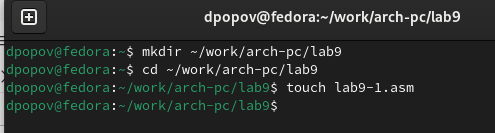 dpopov@fedora:~/work/arch-pc/lab9
dpopov@fedora:~$ mkdir ~/work/arch-pc/lab9
dpopov@fedora:~$ cd ~/work/arch-pc/lab9
dpopov@fedora:~/work/arch-pc/lab9$ touch lab9-1.asm
dpopov@fedora:~/work/arch-pc/lab9$